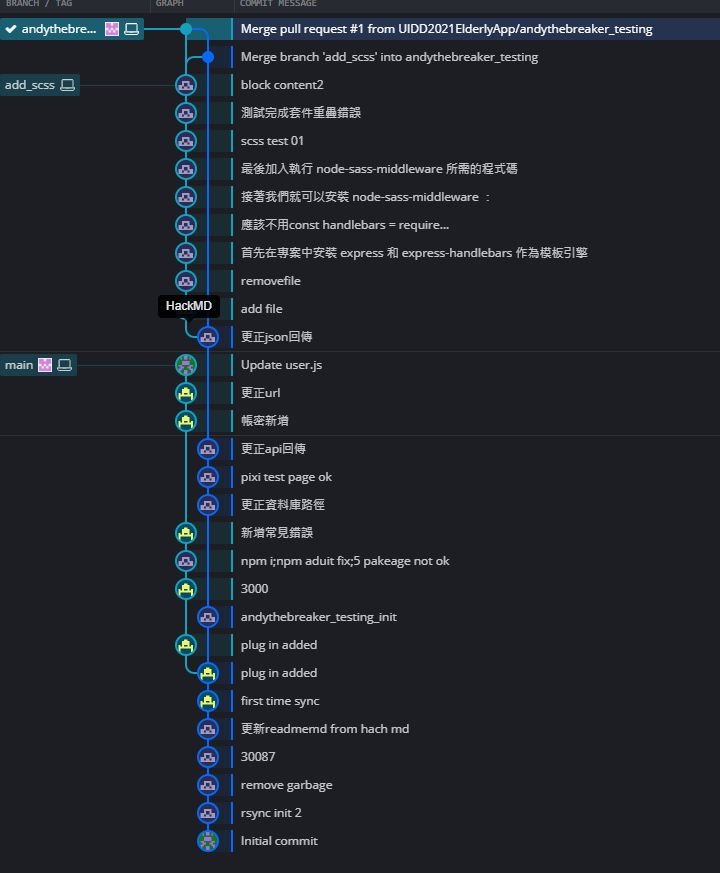 BRANCH / TAG GRAPH COMMIT MESSAGE
andythebre... Merge pull request #1 from UIDD2021ElderlyApp/andythebreaker_testing
Merge branch 'add_scss' into andythebreaker_testing
add_scss block content2
測試完成套件重疊錯誤
scss test 01
最後加入執行 node-sass-middleware 所需的程式碼
接著我們就可以安裝 node-sass-middleware ：
應該不用const handlebars = require...
首先在專案中安裝 express 和 express-handlebars 作為模板引擎
removefile
HackMD add file
更正json回傳
main Update user.js
更正url
帳密新增
更正api回傳
pixi test page ok
更正資料庫路徑
新增常見錯誤
npm i;npm aduit fix;5 pakeage not ok
3000
andythebreaker_testing_init
plug in added
plug in added
first time sync
更新readmemd from hach md
30087
remove garbage
rsync init 2
Initial commit